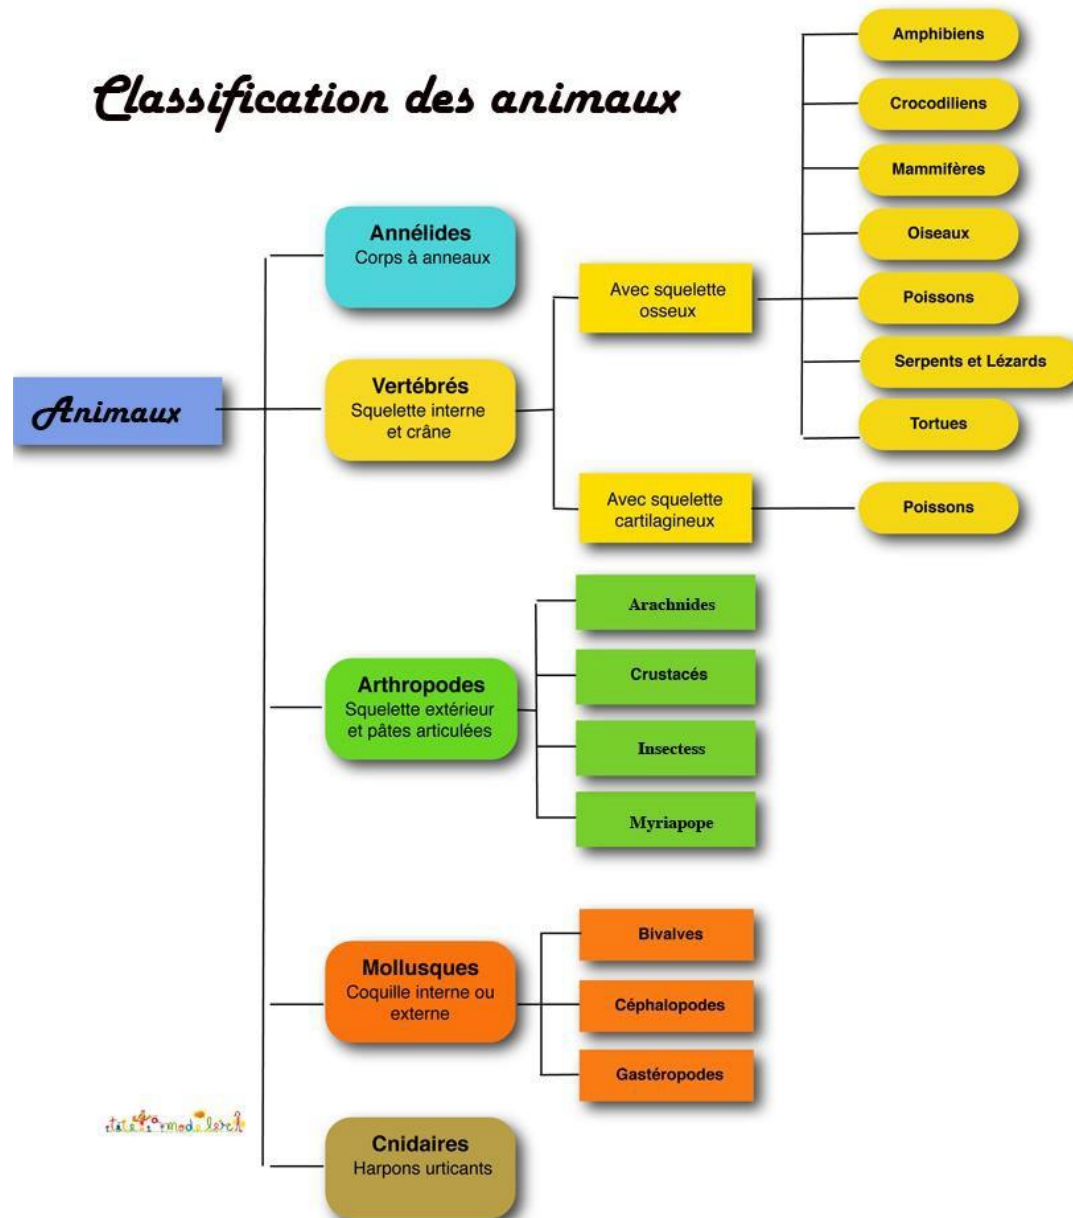 Classification des animaux
Animaux
Annélides
Corps à anneaux
Vertébrés
Squelette interne
et crâne
Avec squelette
osseux
Amphibiens
Crocodiliens
Mammifères
Oiseaux
Poissons
Serpents et Lézards
Tortues
Avec squelette
cartilagineux
Poissons
Arthropodes
Squelette extérieur
et pâtes articulées
Arachnides
Crustacés
Insectess
Myriapope
Mollusques
Coquille interne ou
externe
Bivalves
Céphalopodes
Gastéropodes
Cnidaires
Harpons urticants